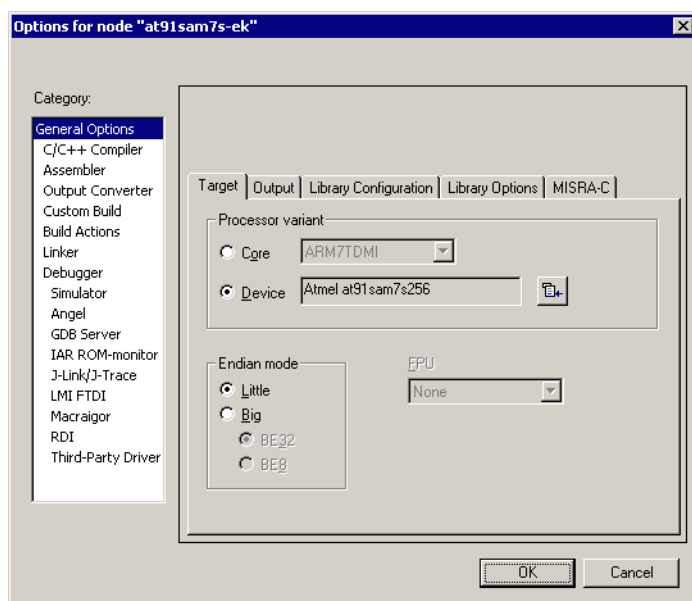 Options for node "at91sam7s-ek"
Category:
General Options
C/C++ Compiler
Assembler
Output Converter
Custom Build
Build Actions
Linker
Debugger
Simulator
Angel
GDB Server
IAR ROM-monitor
J-Link/J-Trace
LMI FTDI
Macraigor
RDI
Third-Party Driver
Target Output Library Configuration Library Options MISRA-C
Processor variant
Core ARM7TDMI
Device Atmel at91sam7s256
Endian mode
Little
Big
BE32
BE8
FPU
None
OK Cancel